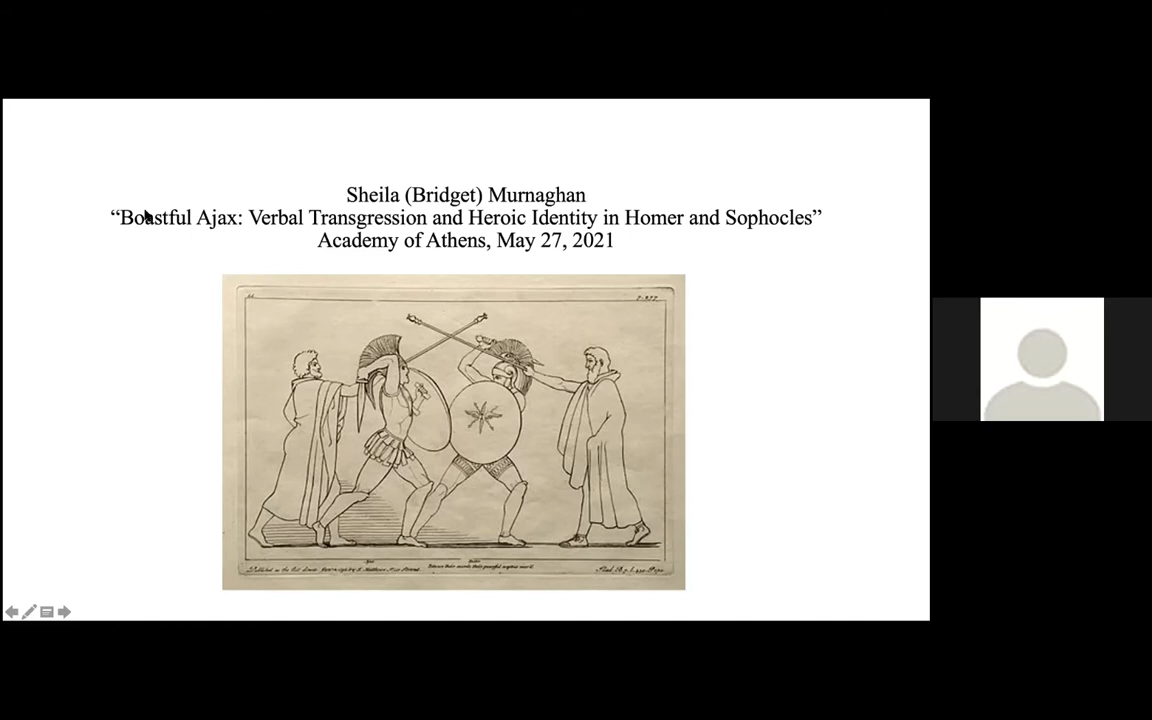 Sheila (Bridget) Murnaghan
“Boastful Ajax: Verbal Transgression and Heroic Identity in Homer and Sophocles”
Academy of Athens, May 27, 2021